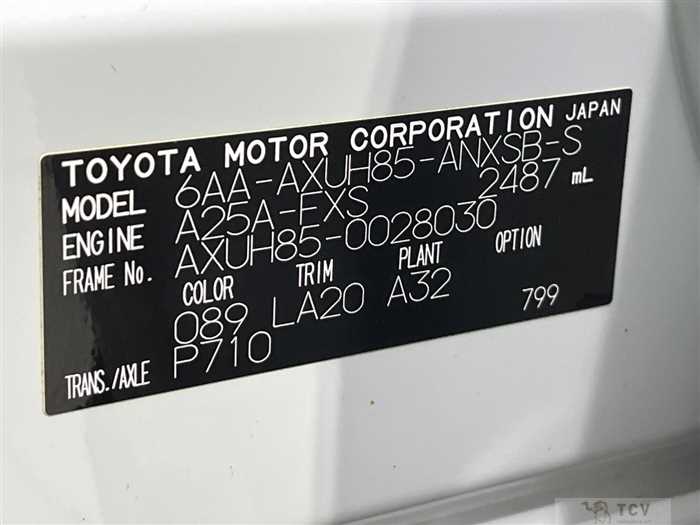 TOYOTA MOTOR CORPORATION JAPAN
MODEL 6AA-AXUH85-ANXSB-S
ENGINE A25A-FXS 2487 mL
FRAME No. AXUH85-0028030
COLOR TRIM PLANT OPTION
089 LA20 A32 799
TRANS./AXLE P710
TCV